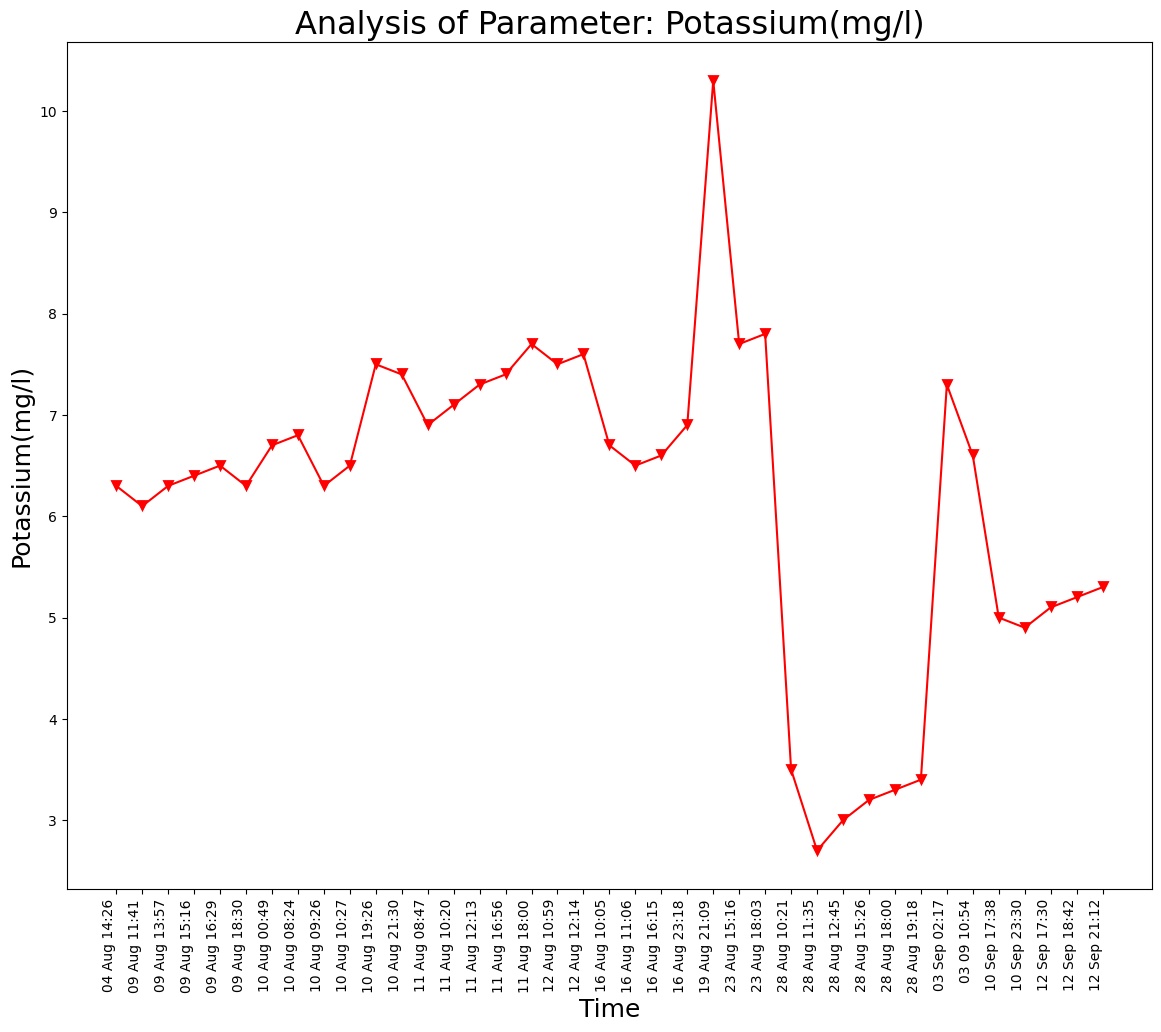 Analysis of Parameter: Potassium(mg/l)
Potassium(mg/l)
10
9
8
7
6
5
4
3
04 Aug 14:26
09 Aug 11:41
09 Aug 13:57
09 Aug 15:16
09 Aug 16:29
09 Aug 18:30
10 Aug 00:49
10 Aug 08:24
10 Aug 09:26
10 Aug 10:27
10 Aug 19:26
10 Aug 21:30
11 Aug 08:47
11 Aug 10:20
11 Aug 12:13
11 Aug 16:56
11 Aug 18:00
12 Aug 10:59
12 Aug 12:14
16 Aug 10:05
16 Aug 11:06
16 Aug 16:15
16 Aug 23:18
19 Aug 21:09
23 Aug 15:16
23 Aug 18:03
28 Aug 10:21
28 Aug 11:35
28 Aug 12:45
28 Aug 15:26
28 Aug 18:00
28 Aug 19:18
03 Sep 02:17
03 09 10:54
10 Sep 17:38
10 Sep 23:30
12 Sep 17:30
12 Sep 18:42
12 Sep 21:12
Time